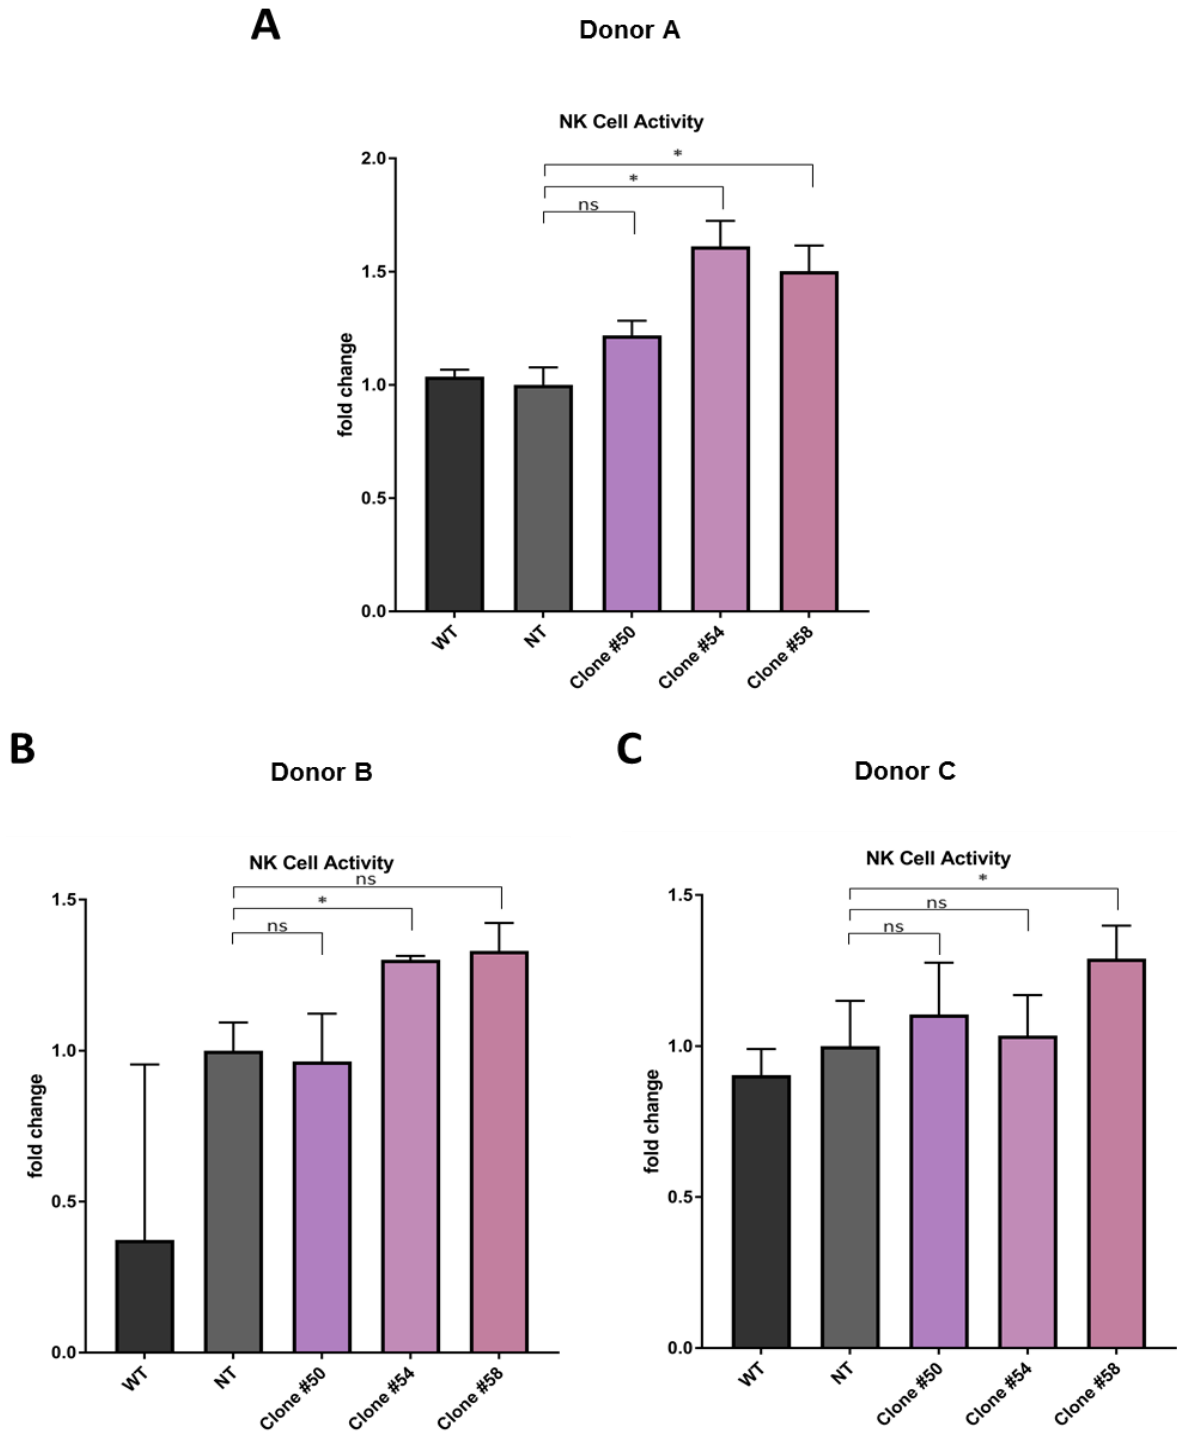 A
Donor A
NK Cell Activity
*
*
ns
2.0
1.5
1.0
0.5
0.0
fold change
WT
NT
Clone #50
Clone #54
Clone #58
B
Donor B
NK Cell Activity
ns
*
ns
1.5
1.0
0.5
0.0
fold change
WT
NT
Clone #50
Clone #54
Clone #58
C
Donor C
NK Cell Activity
*
ns
ns
1.5
1.0
0.5
0.0
fold change
WT
NT
Clone #50
Clone #54
Clone #58